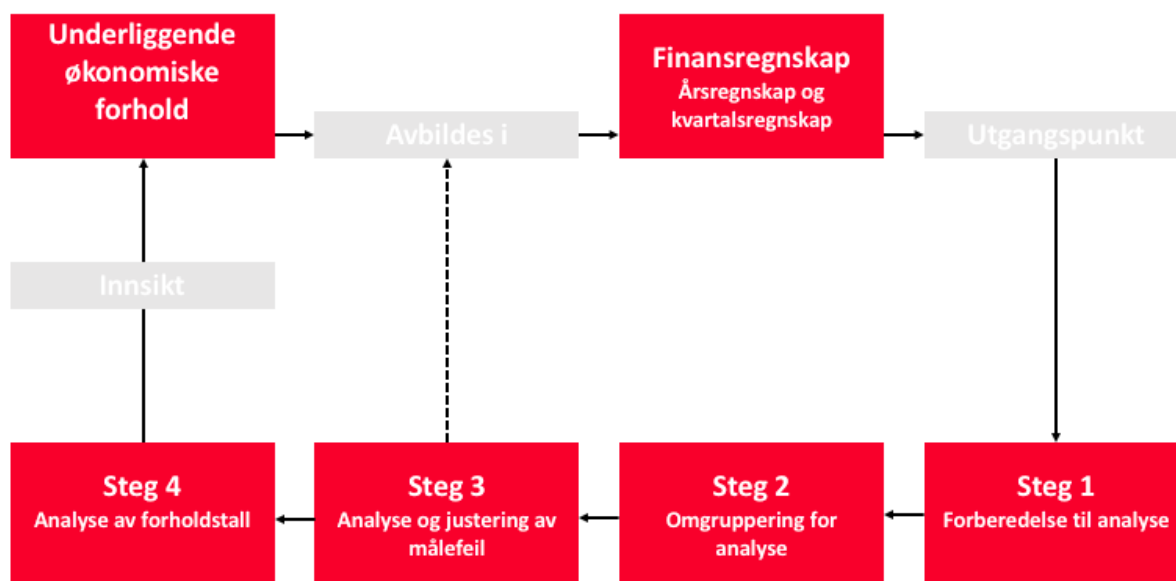 Underliggende
økonomiske
forhold
Avbildes i
Finansregnskap
Årsregnskap og
kvartalsregnskap
Utgangspunkt
Innsikt
Steg 4
Analyse av forholdstall
Steg 3
Analyse og justering av
målefeil
Steg 2
Omgruppering for
analyse
Steg 1
Forberedelse til analyse